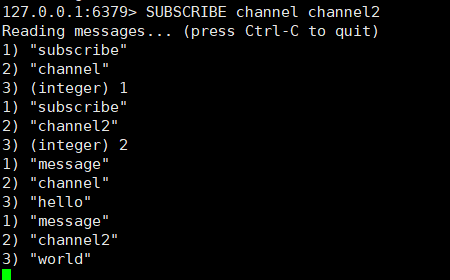 127.0.0.1:6379> SUBSCRIBE channel channel2
Reading messages... (press Ctrl-C to quit)
1) "subscribe"
2) "channel"
3) (integer) 1
1) "subscribe"
2) "channel2"
3) (integer) 2
1) "message"
2) "channel"
3) "hello"
1) "message"
2) "channel2"
3) "world"